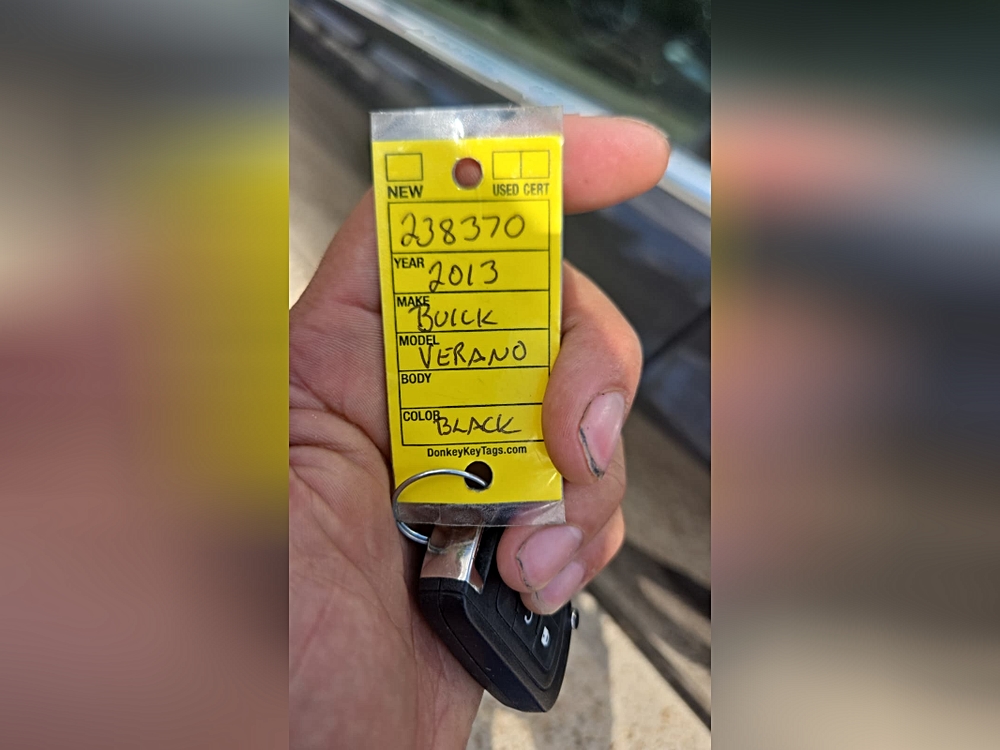 NEW USED CERT
238370
YEAR 2013
MAKE BUICK
MODEL VERANO
BODY
COLOR BLACK
DonkeyKeyTags.com